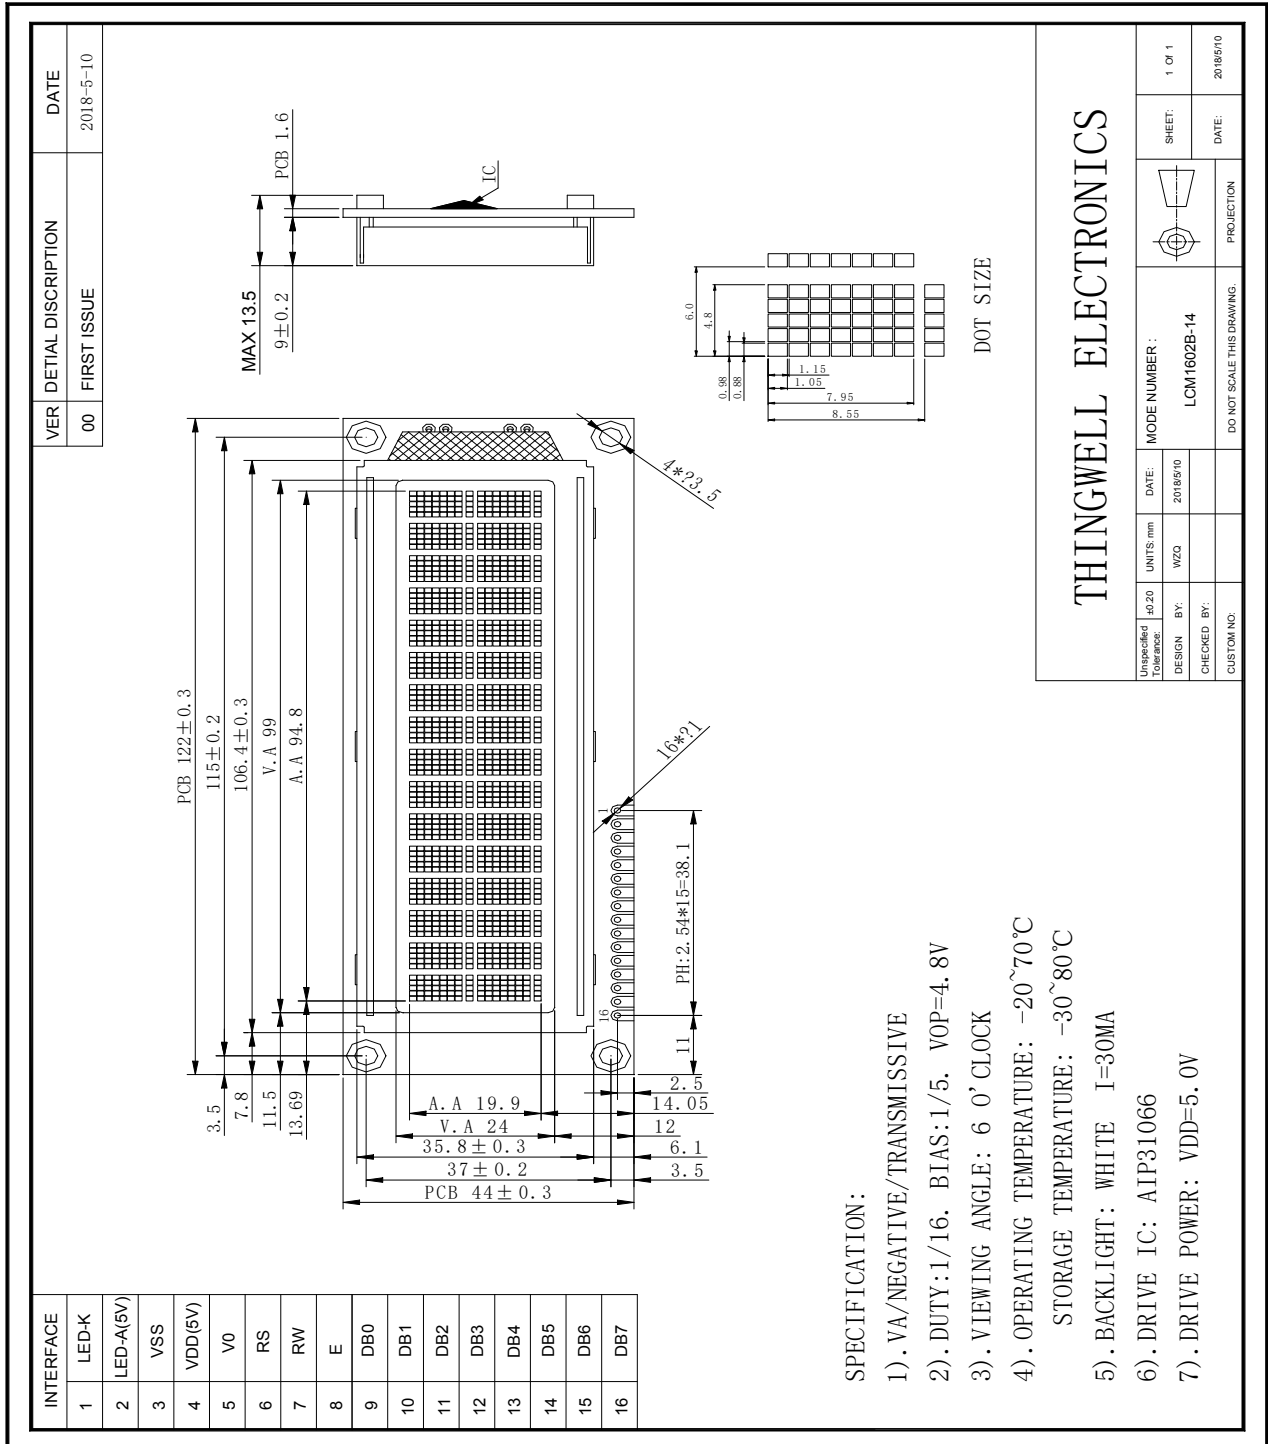 VER DETIAL DISCRIPTION DATE
00 FIRST ISSUE 2018-5-10
INTERFACE
1 LED-K
2 LED-A(5V)
3 VSS
4 VDD(5V)
5 V0
6 RS
7 RW
8 E
9 DB0
10 DB1
11 DB2
12 DB3
13 DB4
14 DB5
15 DB6
16 DB7
PCB 122±0.3
115±0.2
106.4±0.3
V.A 99
A.A 94.8
3.5
7.8
11.5
13.69
A.A 19.9
V.A 24
35.8±0.3
37±0.2
PCB 44±0.3
2.5
14.05
12
6.1
3.5
11
PH:2.54*15=38.1
16
1
16*?1
4*?3.5
MAX 13.5
9±0.2
PCB 1.6
IC
6.0
4.8
0.98
0.88
1.15
1.05
7.95
8.55
DOT SIZE
SPECIFICATION:
1).VA/NEGATIVE/TRANSMISSIVE
2).DUTY:1/16. BIAS:1/5. VOP=4.8V
3).VIEWING ANGLE: 6 O'CLOCK
4).OPERATING TEMPERATURE: -20~70℃
STORAGE TEMPERATURE: -30~80℃
5).BACKLIGHT: WHITE I=30MA
6).DRIVE IC: AIP31066
7).DRIVE POWER: VDD=5.0V
THINGWELL ELECTRONICS
Unspecified Tolerance: ±0.20 UNITS: mm DATE: MODE NUMBER : SHEET: 1 Of 1
DESIGN BY: WZQ 2018/5/10 LCM1602B-14
CHECKED BY:
CUSTOM NO: DO NOT SCALE THIS DRAWING. PROJECTION DATE: 2018/5/10